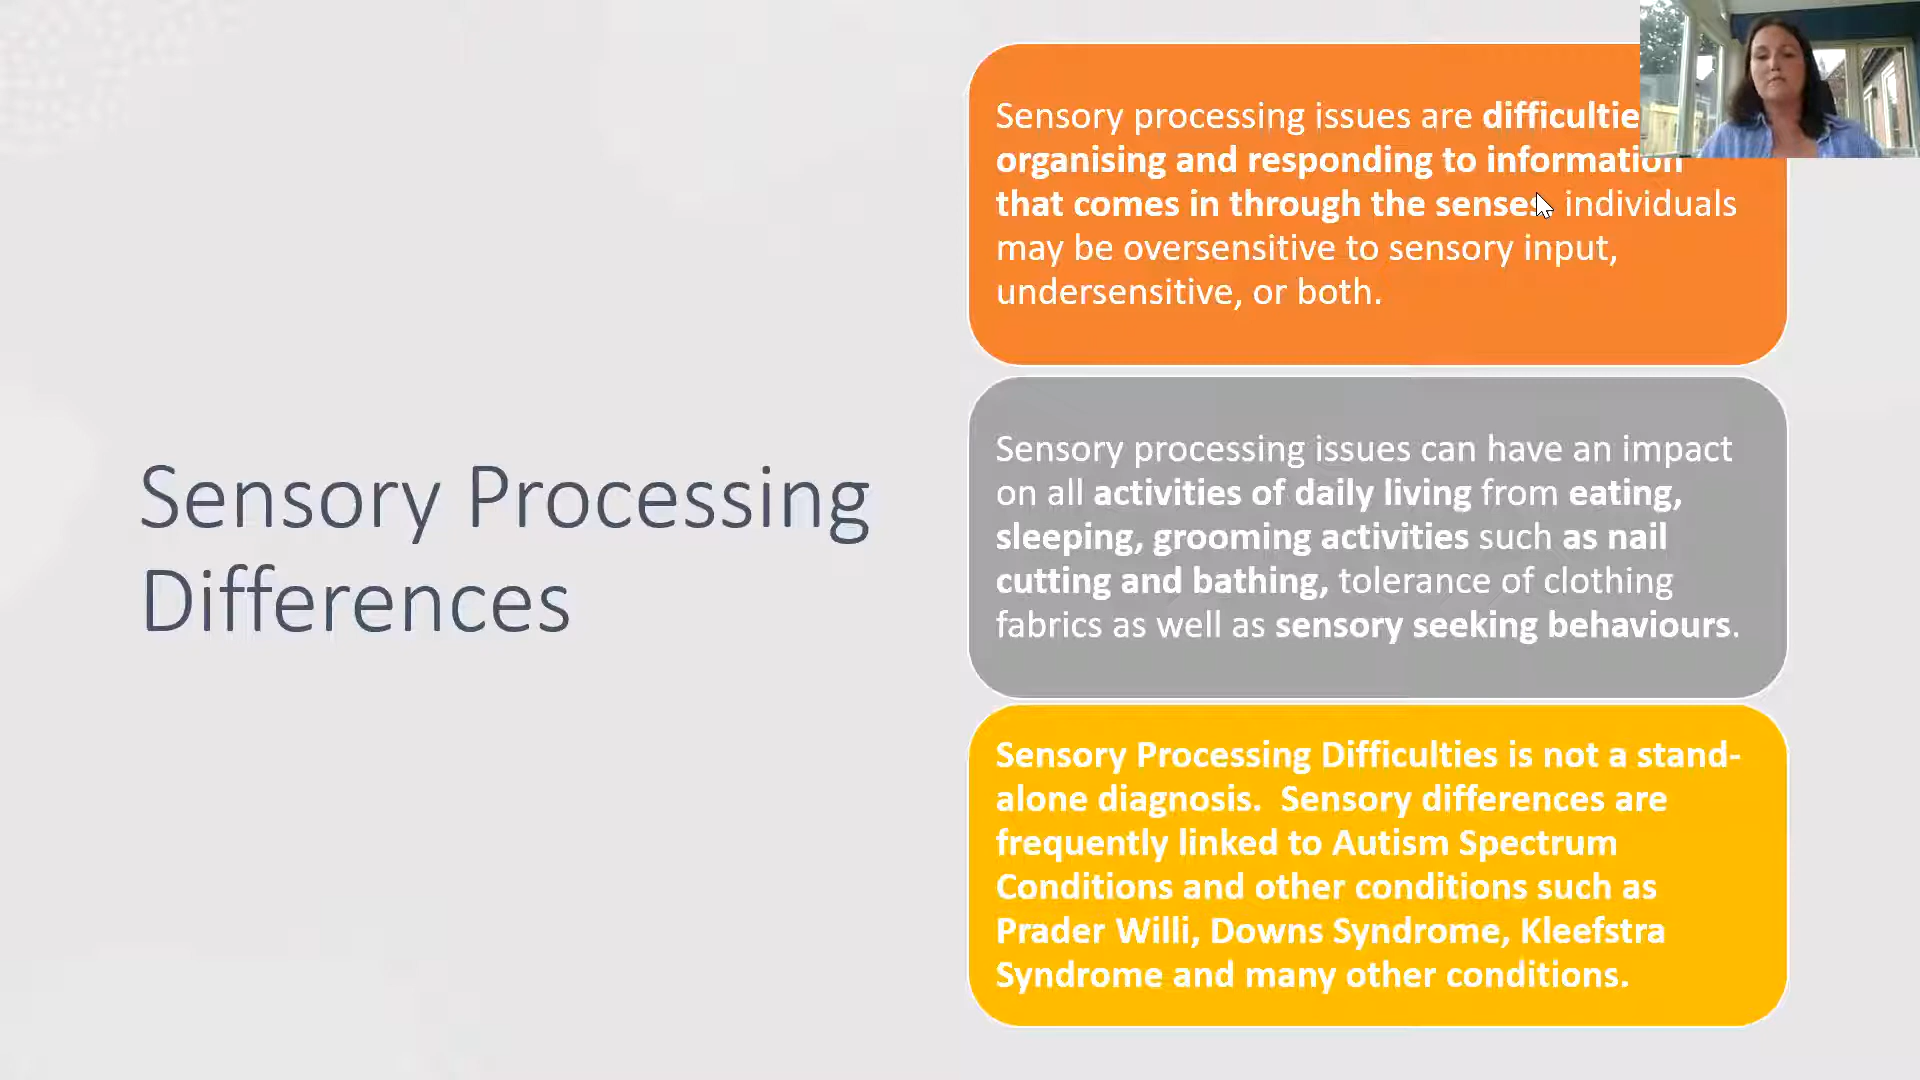 Sensory Processing
Differences
Sensory processing issues are
organising and responding to information
that comes in through the senses individuals
may be oversensitive to sensory input,
undersensitive, or both.
Sensory processing issues can have an impact
on all activities of daily living from eating,
sleeping, grooming activities such as nail
cutting and bathing, tolerance of clothing
fabrics as well as sensory seeking behaviours.
Sensory Processing Difficulties is not a stand-
alone diagnosis.  Sensory differences are
frequently linked to Autism Spectrum
Conditions and other conditions such as
Prader Willi, Downs Syndrome, Kleefstra
Syndrome and many other conditions.